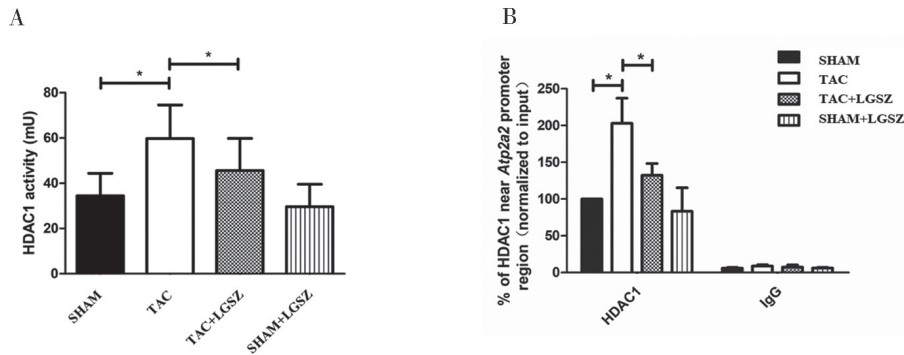 A
*
*
HDAC1 activity (mU)
80
60
40
20
0
SHAM
TAC
TAC+LGSZ
SHAM+LGSZ
B
*
*
% of HDAC1 near Atp2a2 promoter
region（normalized to input）
250
200
150
100
50
0
HDAC1
IgG
SHAM
TAC
TAC+LGSZ
SHAM+LGSZ